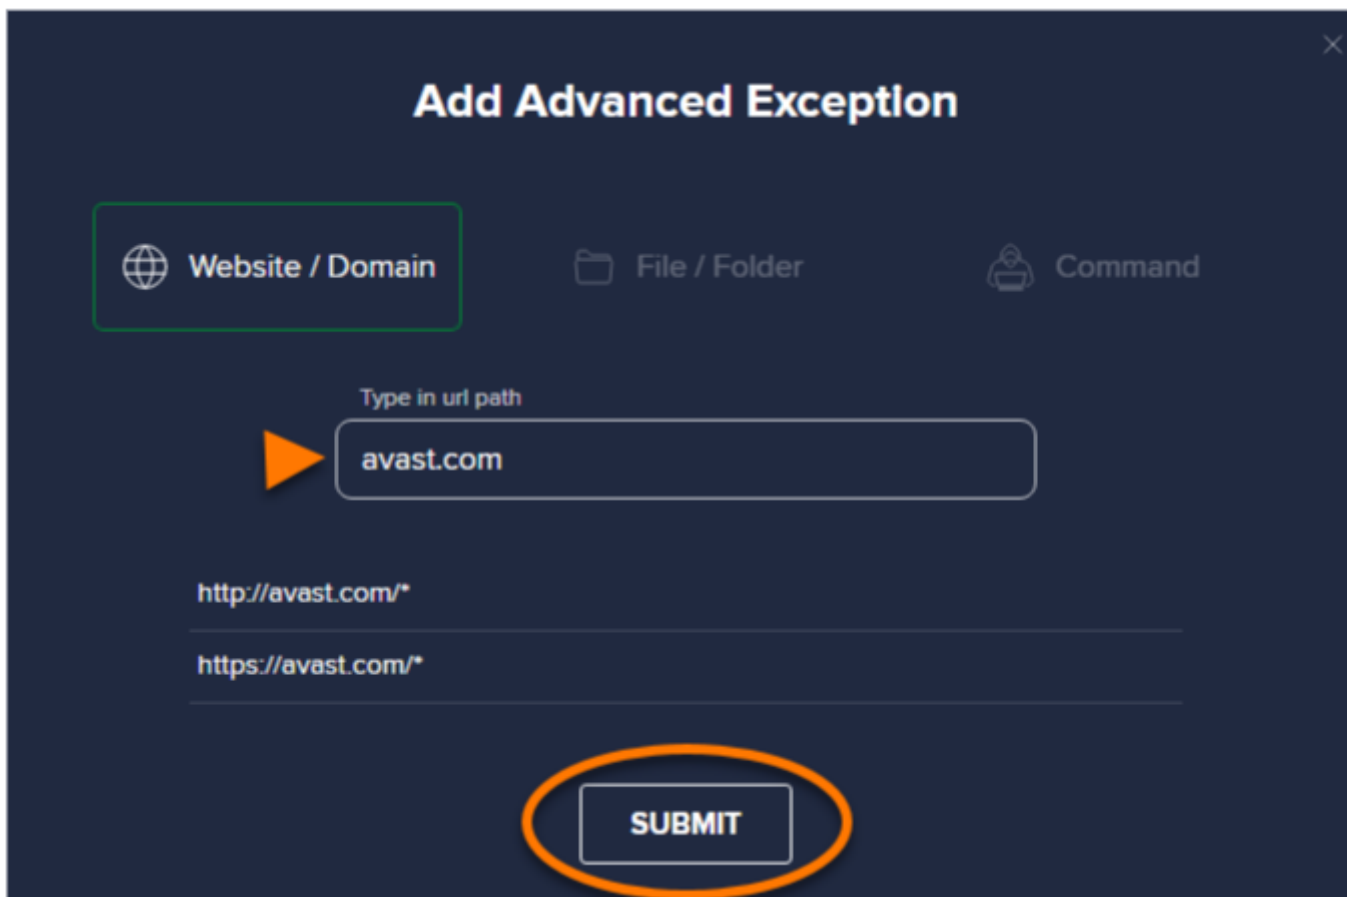 Add Advanced Exception
Website / Domain
File / Folder
Command
Type in url path
avast.com
http://avast.com/*
https://avast.com/*
SUBMIT